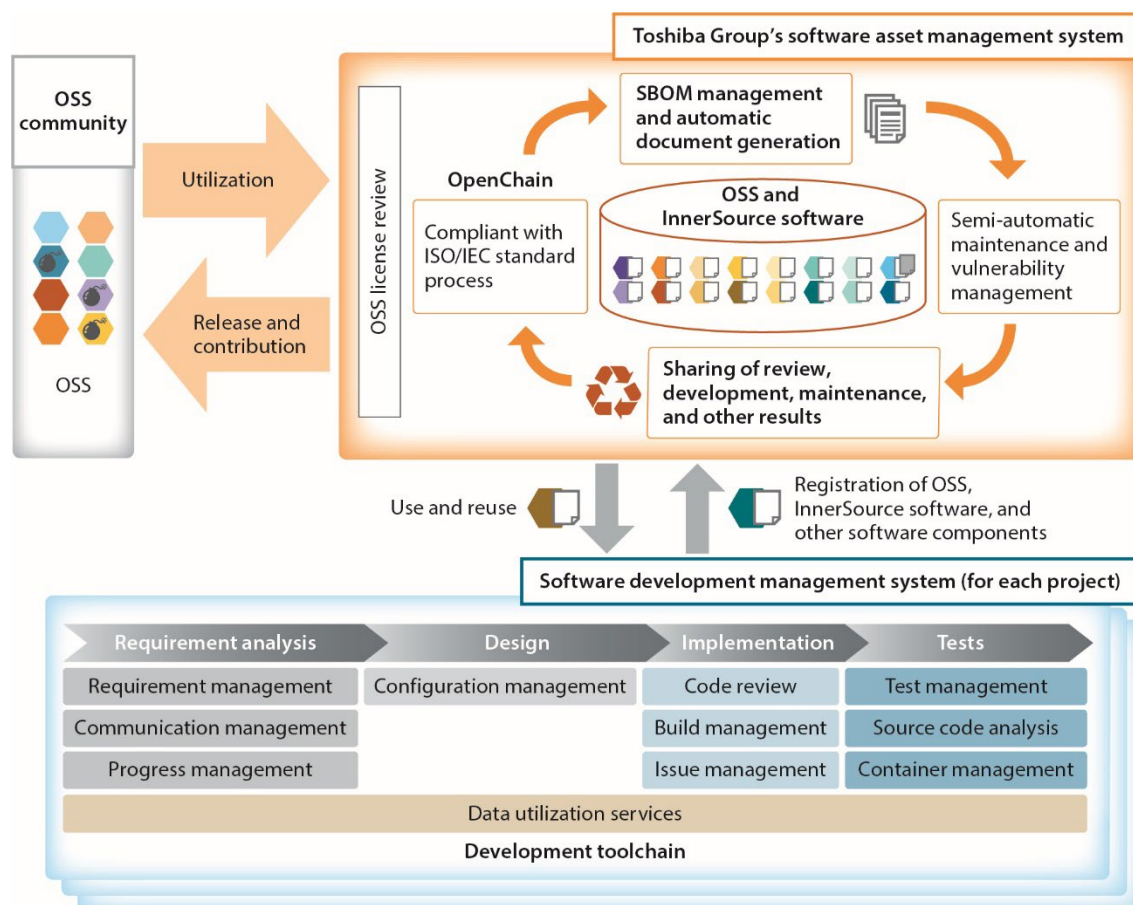 Toshiba Group's software asset management system
OSS
community
Utilization
Release and
contribution
OSS
OSS license review
SBOM management
and automatic
document generation
OpenChain
Compliant with
ISO/IEC standard
process
OSS and
InnerSource software
Semi-automatic
maintenance and
vulnerability
management
Sharing of review,
development, maintenance,
and other results
Use and reuse
Registration of OSS,
InnerSource software, and
other software components
Software development management system (for each project)
Requirement analysis
Design
Implementation
Tests
Requirement management
Configuration management
Code review
Test management
Communication management
Build management
Source code analysis
Progress management
Issue management
Container management
Data utilization services
Development toolchain